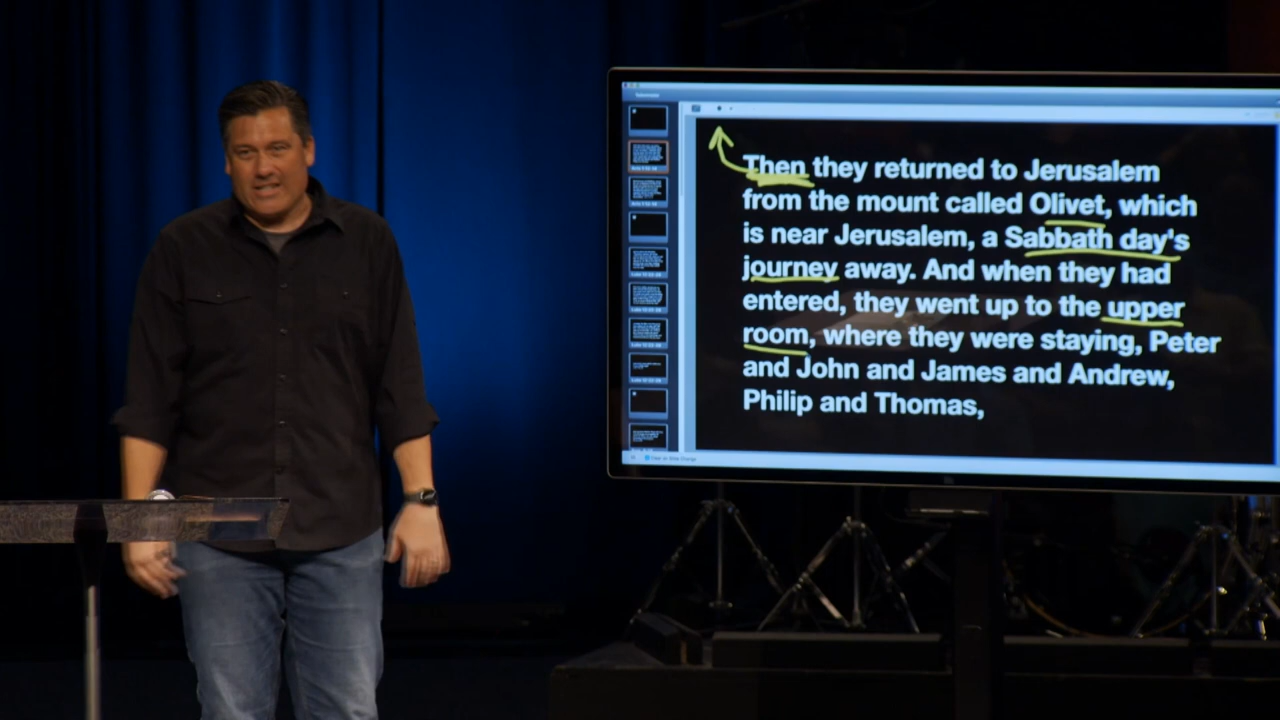 Then they returned to Jerusalem
from the mount called Olivet, which
is near Jerusalem, a Sabbath day's
journey away. And when they had
entered, they went up to the upper
room, where they were staying, Peter
and John and James and Andrew,
Philip and Thomas,